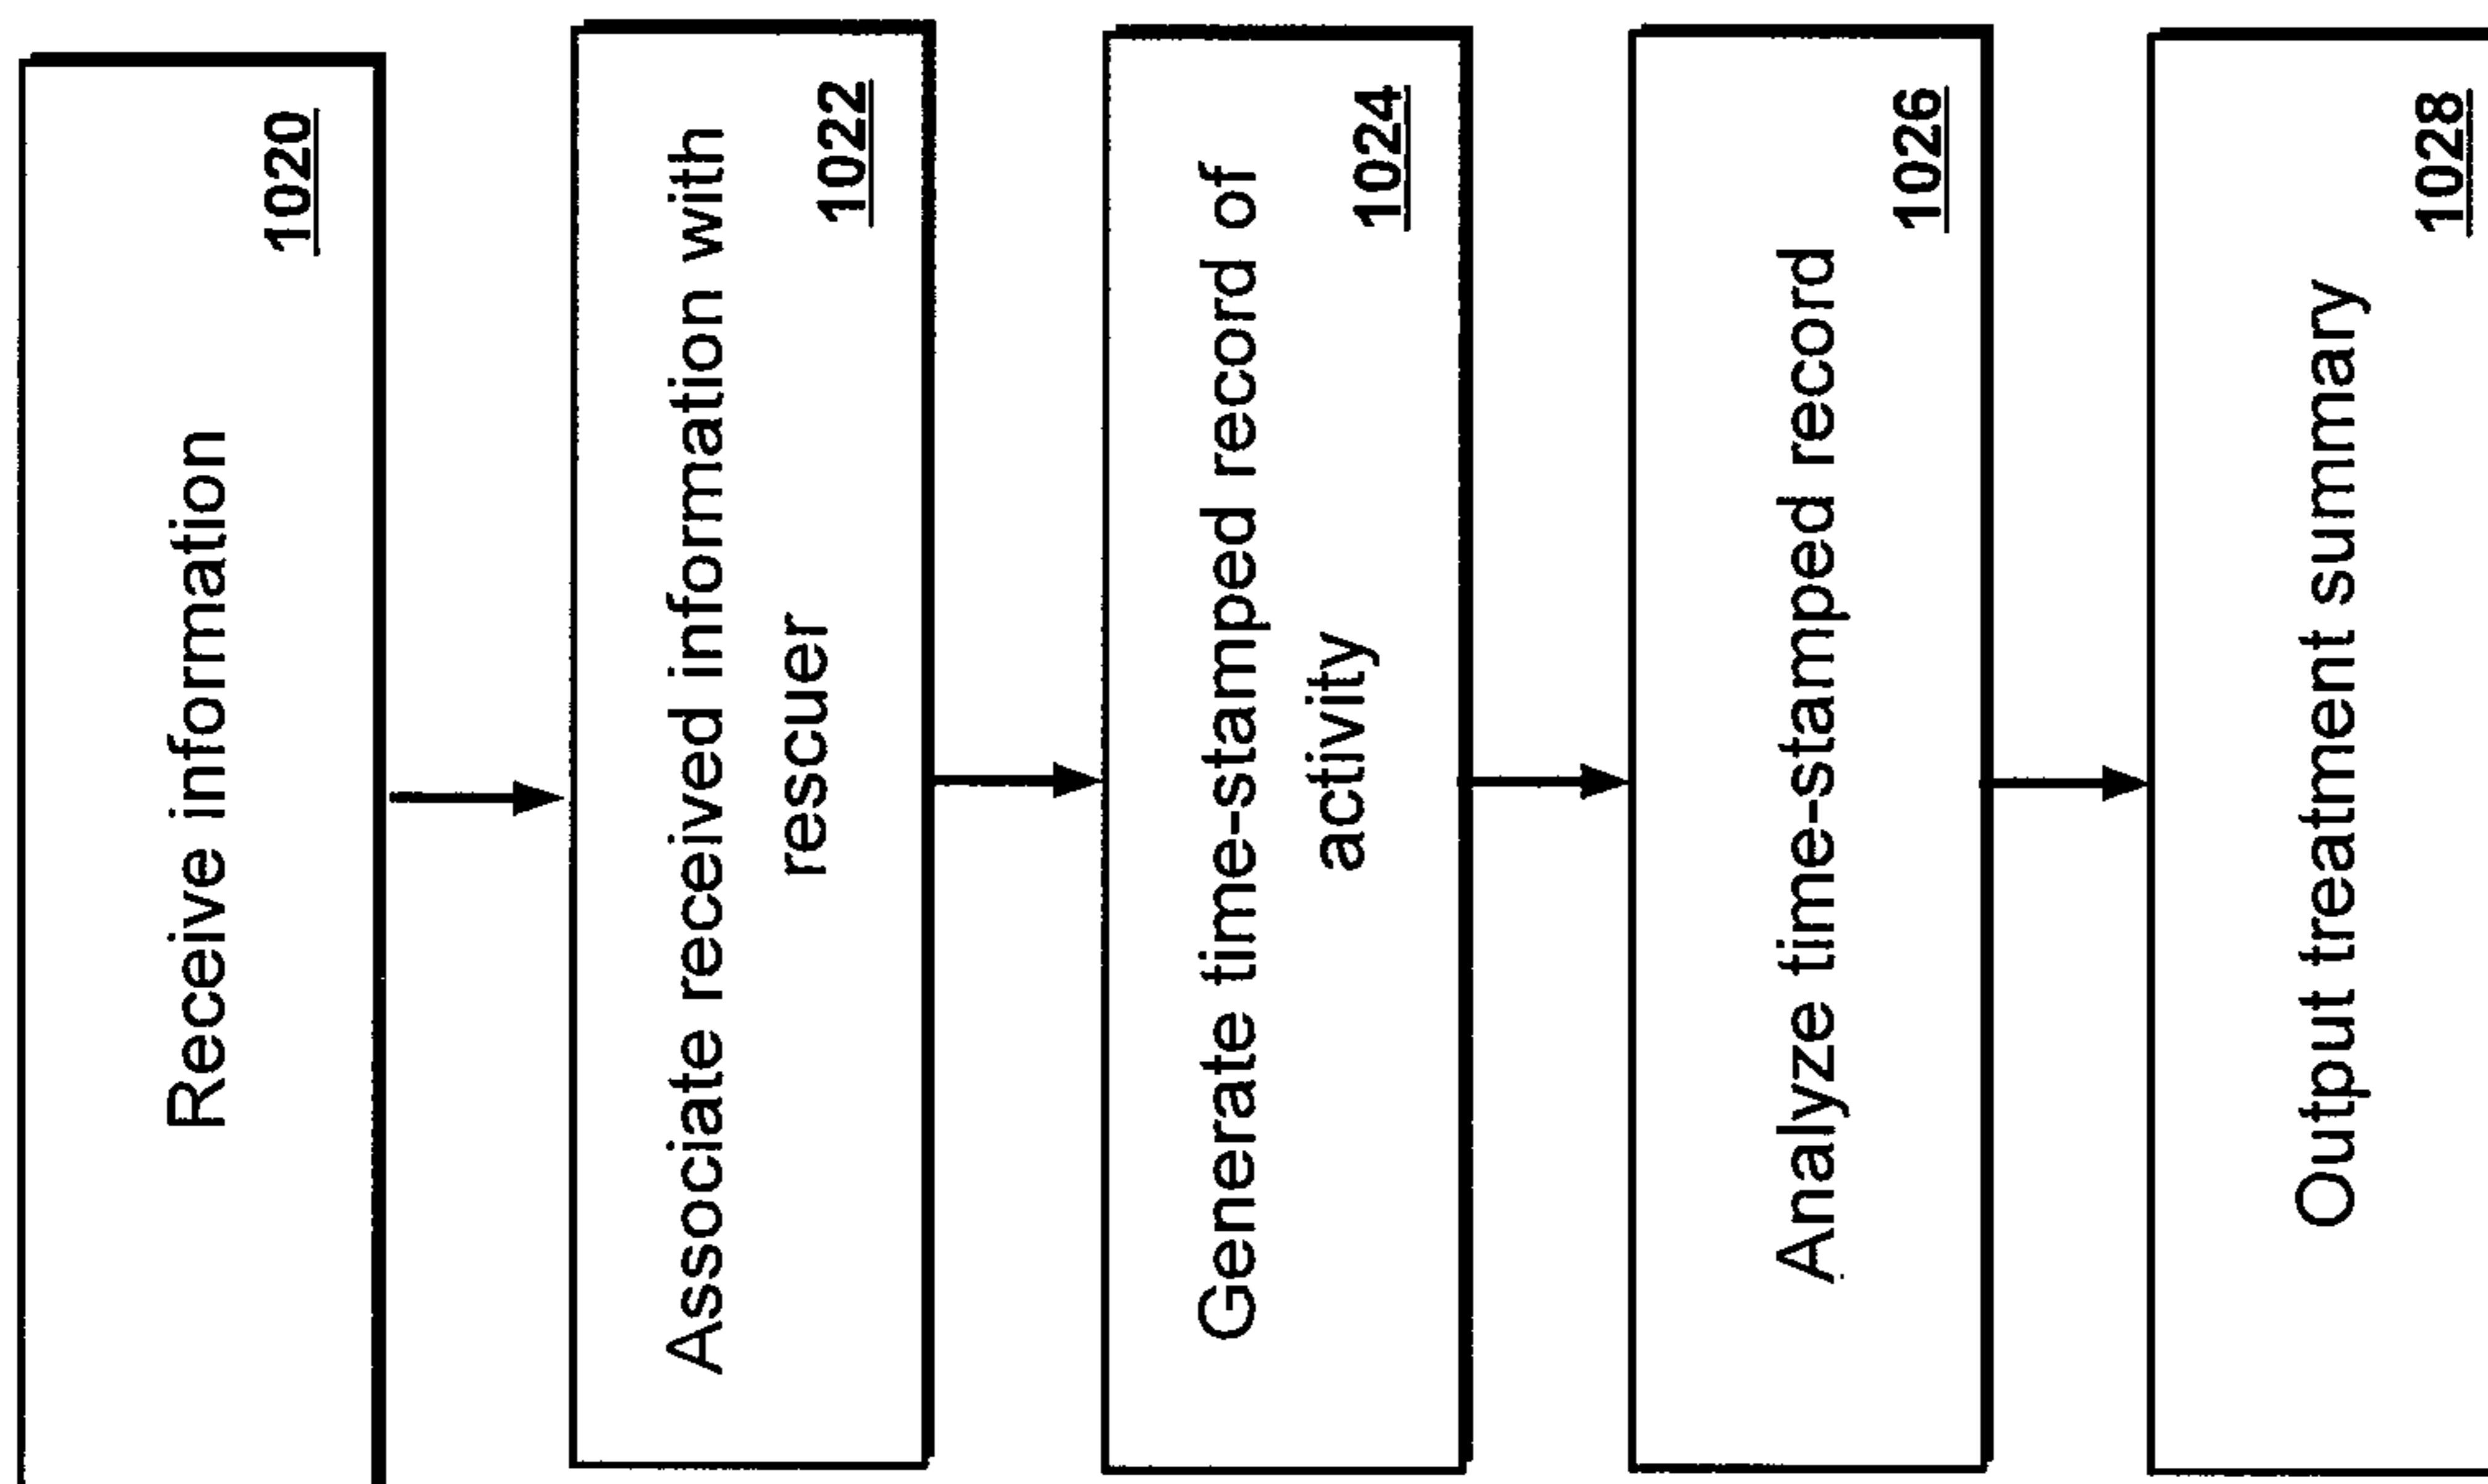 Receive information
1020
Associate received information with
rescuer
1022
Generate time-stamped record of
activity
1024
Analyze time-stamped record
1026
Output treatment summary
1028